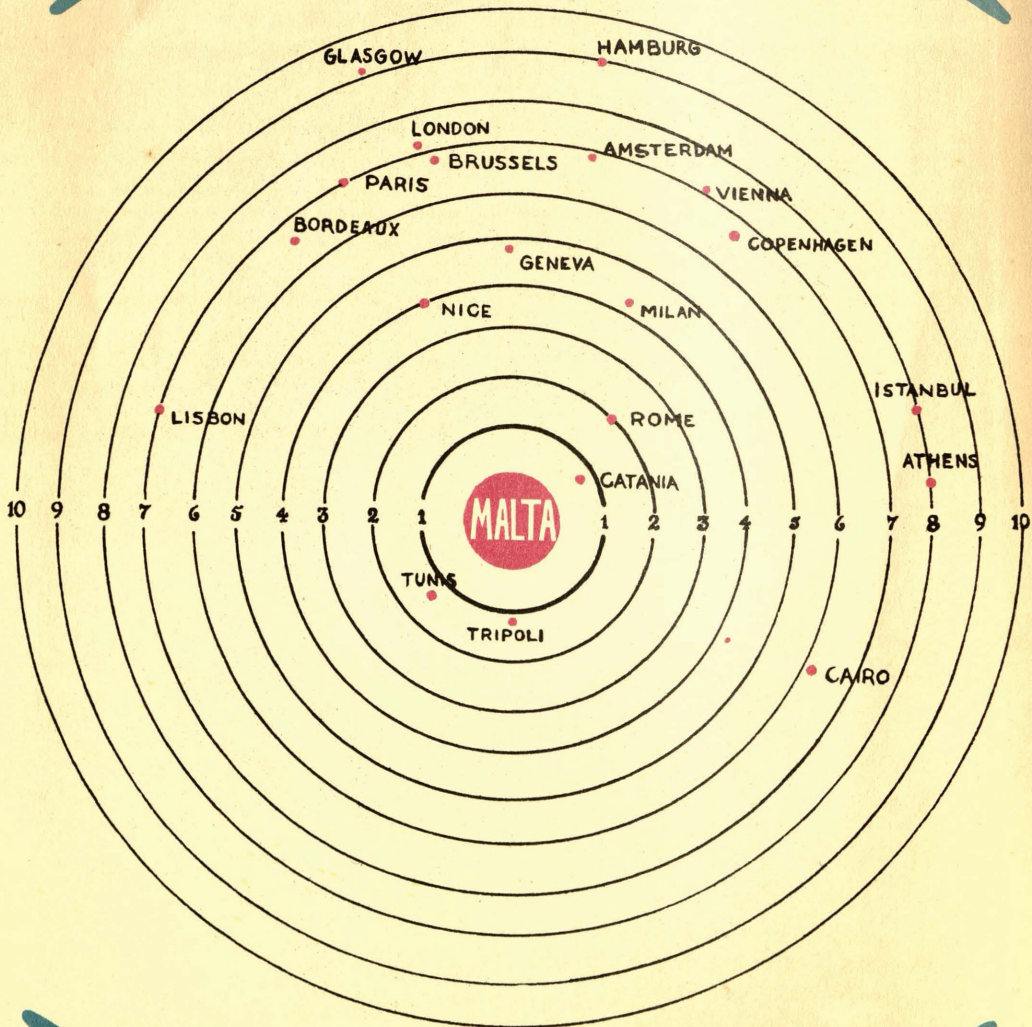 GLASGOW
HAMBURG
LONDON
BRUSSELS
AMSTERDAM
PARIS
VIENNA
BORDEAUX
COPENHAGEN
GENEVA
NICE
MILAN
ISTANBUL
LISBON
ROME
ATHENS
CATANIA
10 9 8 7 6 5 4 3 2 1 MALTA 1 2 3 4 5 6 7 8 9 10
TUNIS
TRIPOLI
CAIRO